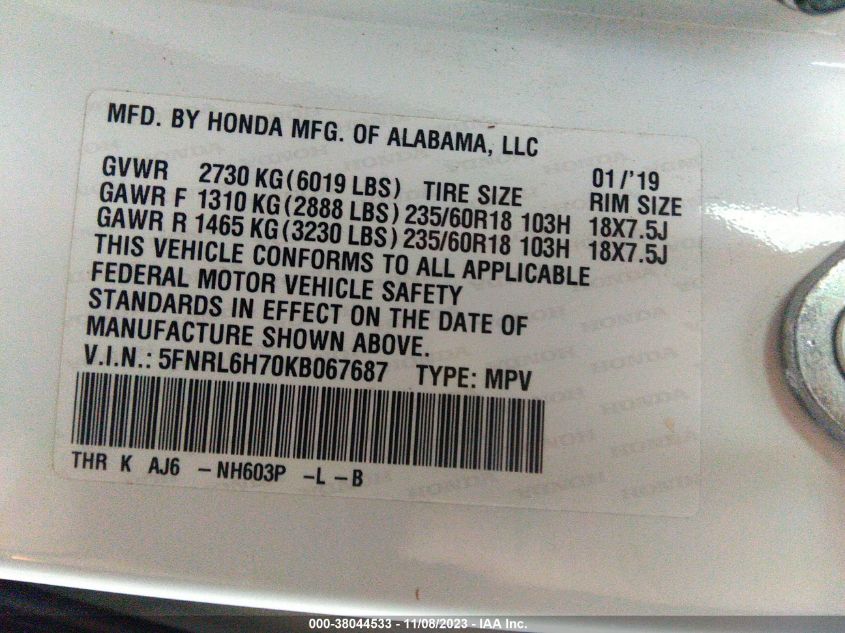 MFD. BY HONDA MFG. OF ALABAMA, LLC
GVWR 2730 KG(6019 LBS) TIRE SIZE 01/'19 RIM SIZE
GAWR F 1310 KG(2888 LBS) 235/60R18 103H 18X7.5J
GAWR R 1465 KG(3230 LBS) 235/60R18 103H 18X7.5J
THIS VEHICLE CONFORMS TO ALL APPLICABLE
FEDERAL MOTOR VEHICLE SAFETY
STANDARDS IN EFFECT ON THE DATE OF
MANUFACTURE SHOWN ABOVE.
V.I.N.: 5FNRL6H70KB067687 TYPE: MPV
THR K AJ6 -NH603P -L -B
000-38044533 - 11/08/2023 - IAA Inc.